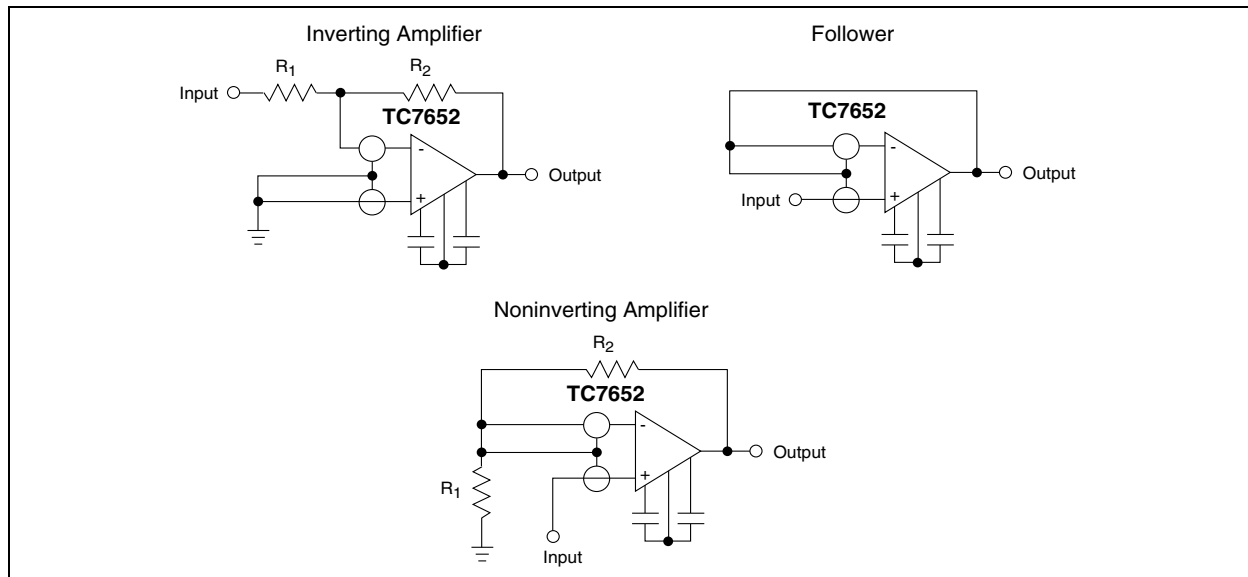 Inverting Amplifier
R1
R2
Input
TC7652
-
+
Output
Follower
TC7652
-
+
Input
Output
Noninverting Amplifier
R2
TC7652
-
+
Output
R1
Input